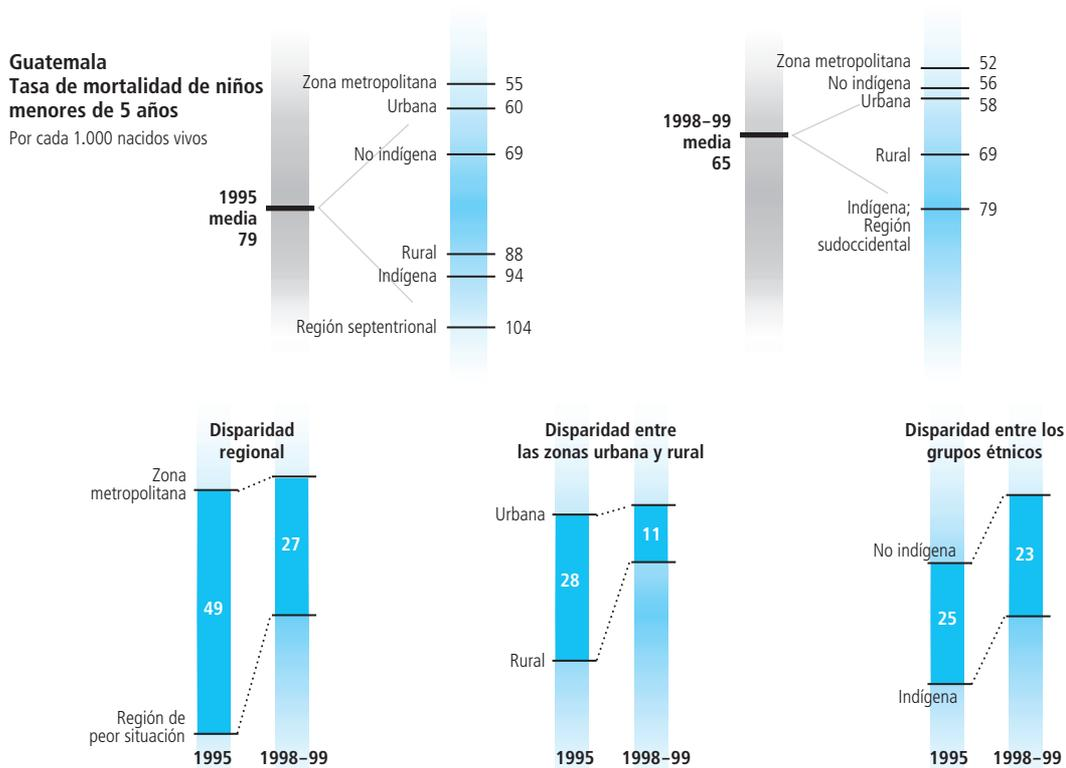 Guatemala
Tasa de mortalidad de niños
menores de 5 años
Por cada 1.000 nacidos vivos
1995
media
79
Zona metropolitana 55
Urbana 60
No indígena 69
Rural 88
Indígena 94
Región septentrional 104
1998–99
media
65
Zona metropolitana 52
No indígena 56
Urbana 58
Rural 69
Indígena; 79
Región
sudoccidental
Disparidad
regional
Zona
metropolitana
49
27
Región de
peor situación
1995 1998–99
Disparidad entre
las zonas urbana y rural
Urbana
28
11
Rural
1995 1998–99
Disparidad entre los
grupos étnicos
No indígena
25
23
Indígena
1995 1998–99